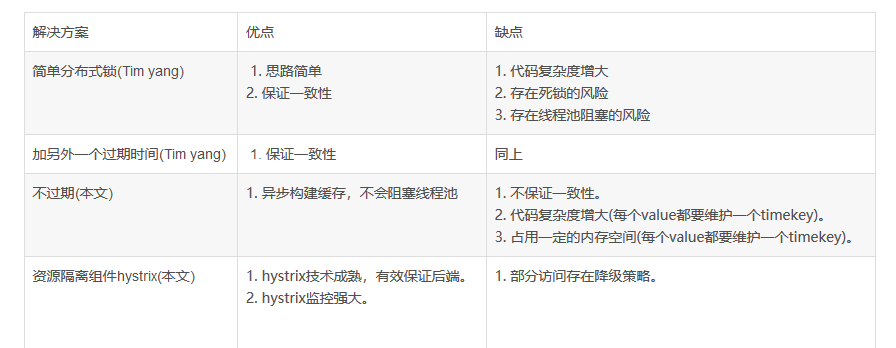 解决方案 优点 缺点
简单分布式锁(Tim yang) 1. 思路简单 1. 代码复杂度增大
2. 保证一致性 2. 存在死锁的风险
3. 存在线程池阻塞的风险
加另外一个过期时间(Tim yang) 1. 保证一致性 同上
不过期(本文) 1. 异步构建缓存，不会阻塞线程池 1. 不保证一致性。
2. 代码复杂度增大(每个value都要维护一个timekey)。
3. 占用一定的内存空间(每个value都要维护一个timekey)。
资源隔离组件hystrix(本文) 1. hystrix技术成熟，有效保证后端。 1. 部分访问存在降级策略。
2. hystrix监控强大。